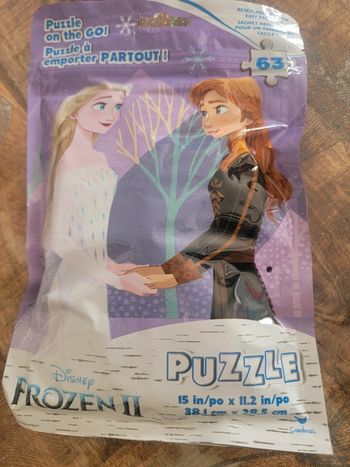 Puzzle
on the GO!
Puzzle à
emporter PARTOUT !
63
PUZZLE
DISNEY
FROZEN II
15 in/po x 11.2 in/po
38.1 cm x 28.5 cm
Cardinal